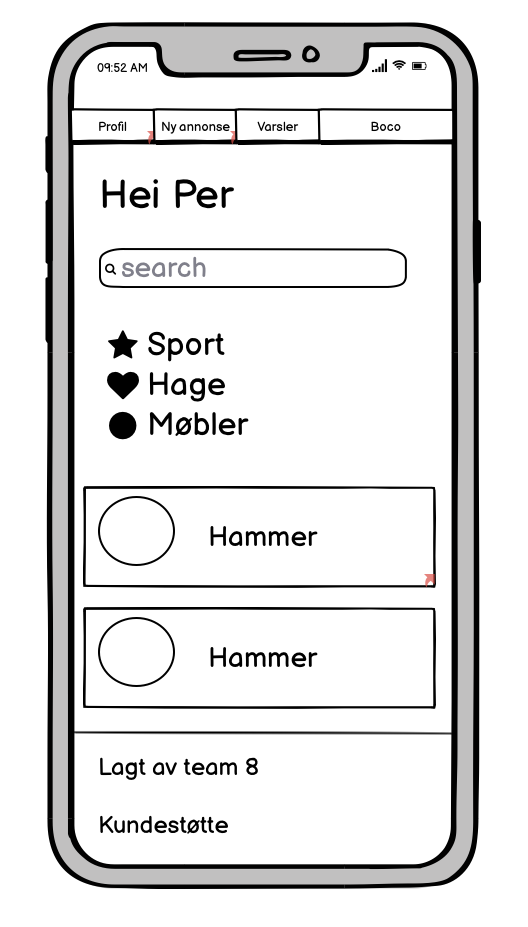 09:52 AM
Profil Ny annonse Varsler Boco
Hei Per
search
Sport
Hage
Møbler
Hammer
Hammer
Lagt av team 8
Kundestøtte